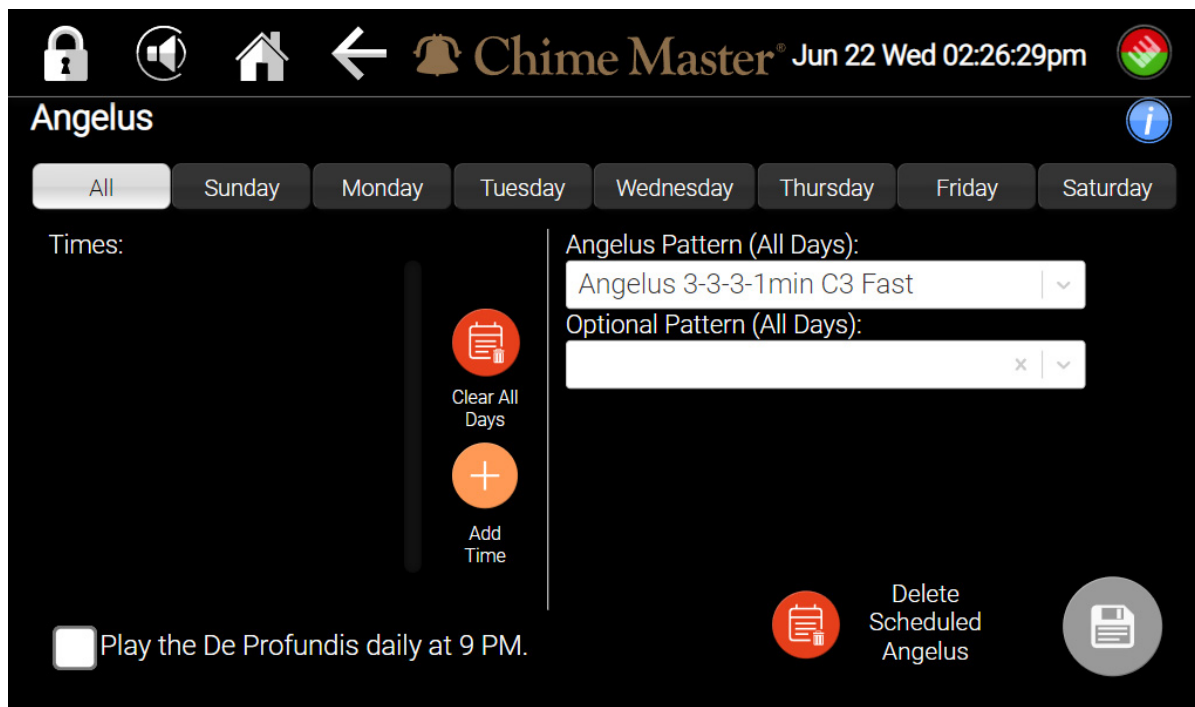 Chime Master® Jun 22 Wed 02:26:29pm
Angelus
i
All Sunday Monday Tuesday Wednesday Thursday Friday Saturday
Times:
Angelus Pattern (All Days):
Angelus 3-3-3-1min C3 Fast
Optional Pattern (All Days):
Clear All
Days
Add
Time
Delete
Scheduled
Angelus
Play the De Profundis daily at 9 PM.